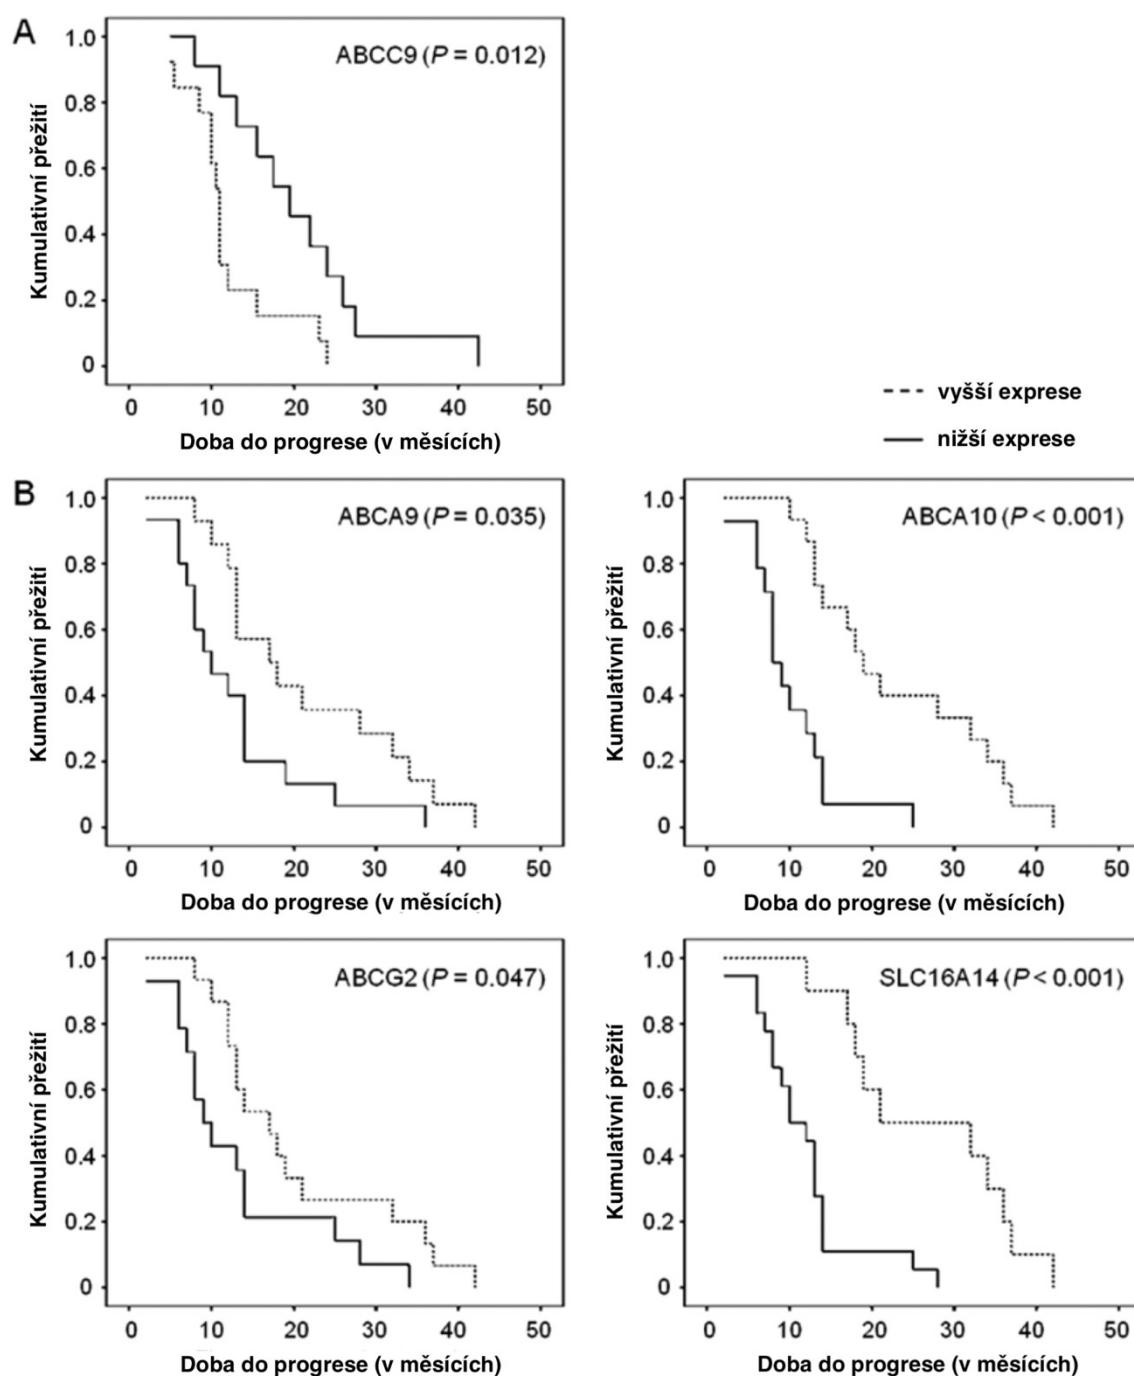 A
ABCC9 (P = 0.012)
Kumulativní přežití
1.0
0.8
0.6
0.4
0.2
0
0 10 20 30 40 50
Doba do progrese (v měsících)
vyšší exprese
nižší exprese
B
ABCA9 (P = 0.035)
Kumulativní přežití
1.0
0.8
0.6
0.4
0.2
0
0 10 20 30 40 50
Doba do progrese (v měsících)
ABCA10 (P < 0.001)
Kumulativní přežití
1.0
0.8
0.6
0.4
0.2
0
0 10 20 30 40 50
Doba do progrese (v měsících)
ABCG2 (P = 0.047)
Kumulativní přežití
1.0
0.8
0.6
0.4
0.2
0
0 10 20 30 40 50
Doba do progrese (v měsících)
SLC16A14 (P < 0.001)
Kumulativní přežití
1.0
0.8
0.6
0.4
0.2
0
0 10 20 30 40 50
Doba do progrese (v měsících)